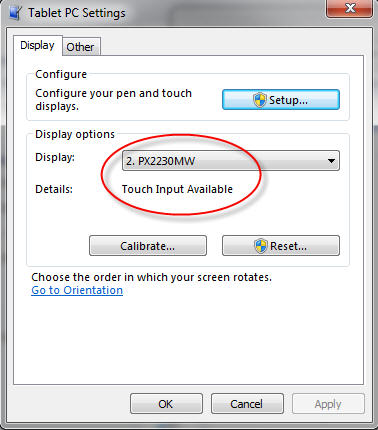 Tablet PC Settings
Display
Other
Configure
Configure your pen and touch
displays.
Setup...
Display options
Display:
2. PX2230MW
Details:
Touch Input Available
Calibrate...
Reset...
Choose the order in which your screen rotates.
Go to Orientation
OK
Cancel
Apply